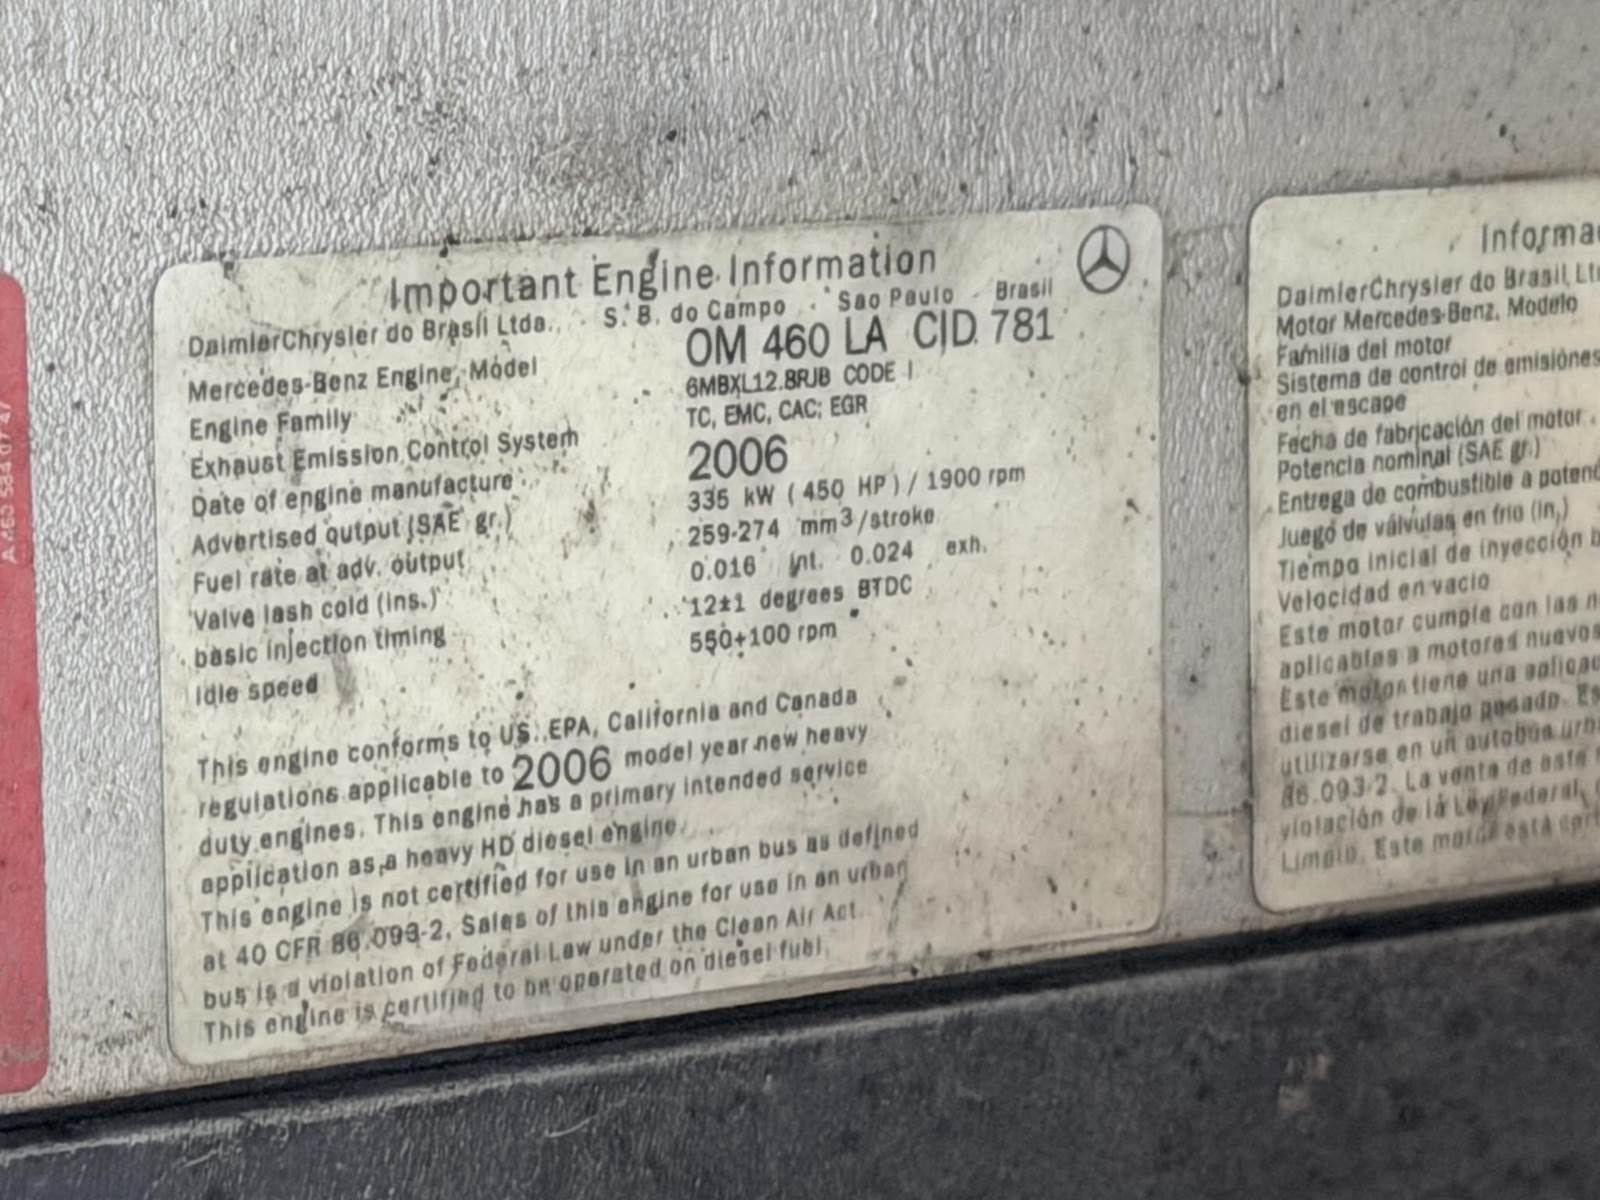 Important Engine Information
DaimlerChrysler do Brasil Ltda. S. B. do Campo - Sao Paulo - Brasil
Mercedes-Benz Engine, Model OM 460 LA CID 781
Engine Family 6MBXL12.8RJB CODE I
Exhaust Emission Control System TC, EMC, CAC; EGR
Date of engine manufacture 2006
Advertised output (SAE gr.) 335 kW (450 HP) / 1900 rpm
Fuel rate at adv. output 259-274 mm³/stroke
Valve lash cold (ins.) 0.016 int. 0.024 exh.
basic injection timing 12±1 degrees BTDC
Idle speed 550+100 rpm
This engine conforms to US. EPA, California and Canada
regulations applicable to 2006 model year new heavy
duty engines. This engine has a primary intended service
application as a heavy HD diesel engine.
This engine is not certified for use in an urban bus as defined
at 40 CFR 86.093-2. Sales of this engine for use in an urban
bus is a violation of Federal Law under the Clean Air Act.
This engine is certified to be operated on diesel fuel.
Informa
DaimlerChrysler do Brasil Lt
Motor Mercedes-Benz, Modelo
Familia del motor
Sistema de control de emisiónes
en el escape
Fecha de fabricación del motor
Potencia nominal (SAE gr.)
Entrega de combustible a potenc
Juego de válvulas en frio (in.)
Tiempo inicial de inyección b
Velocidad en vacio
Este motor cumple con las n
aplicables a motores nuevos
Este motor tiene una aplicac
diesel de trabajo pesado. Es
utilizarse en un autobus urb
86.093-2. La venta de este
violación de la Ley Federal,
Limpio. Este motor está cert